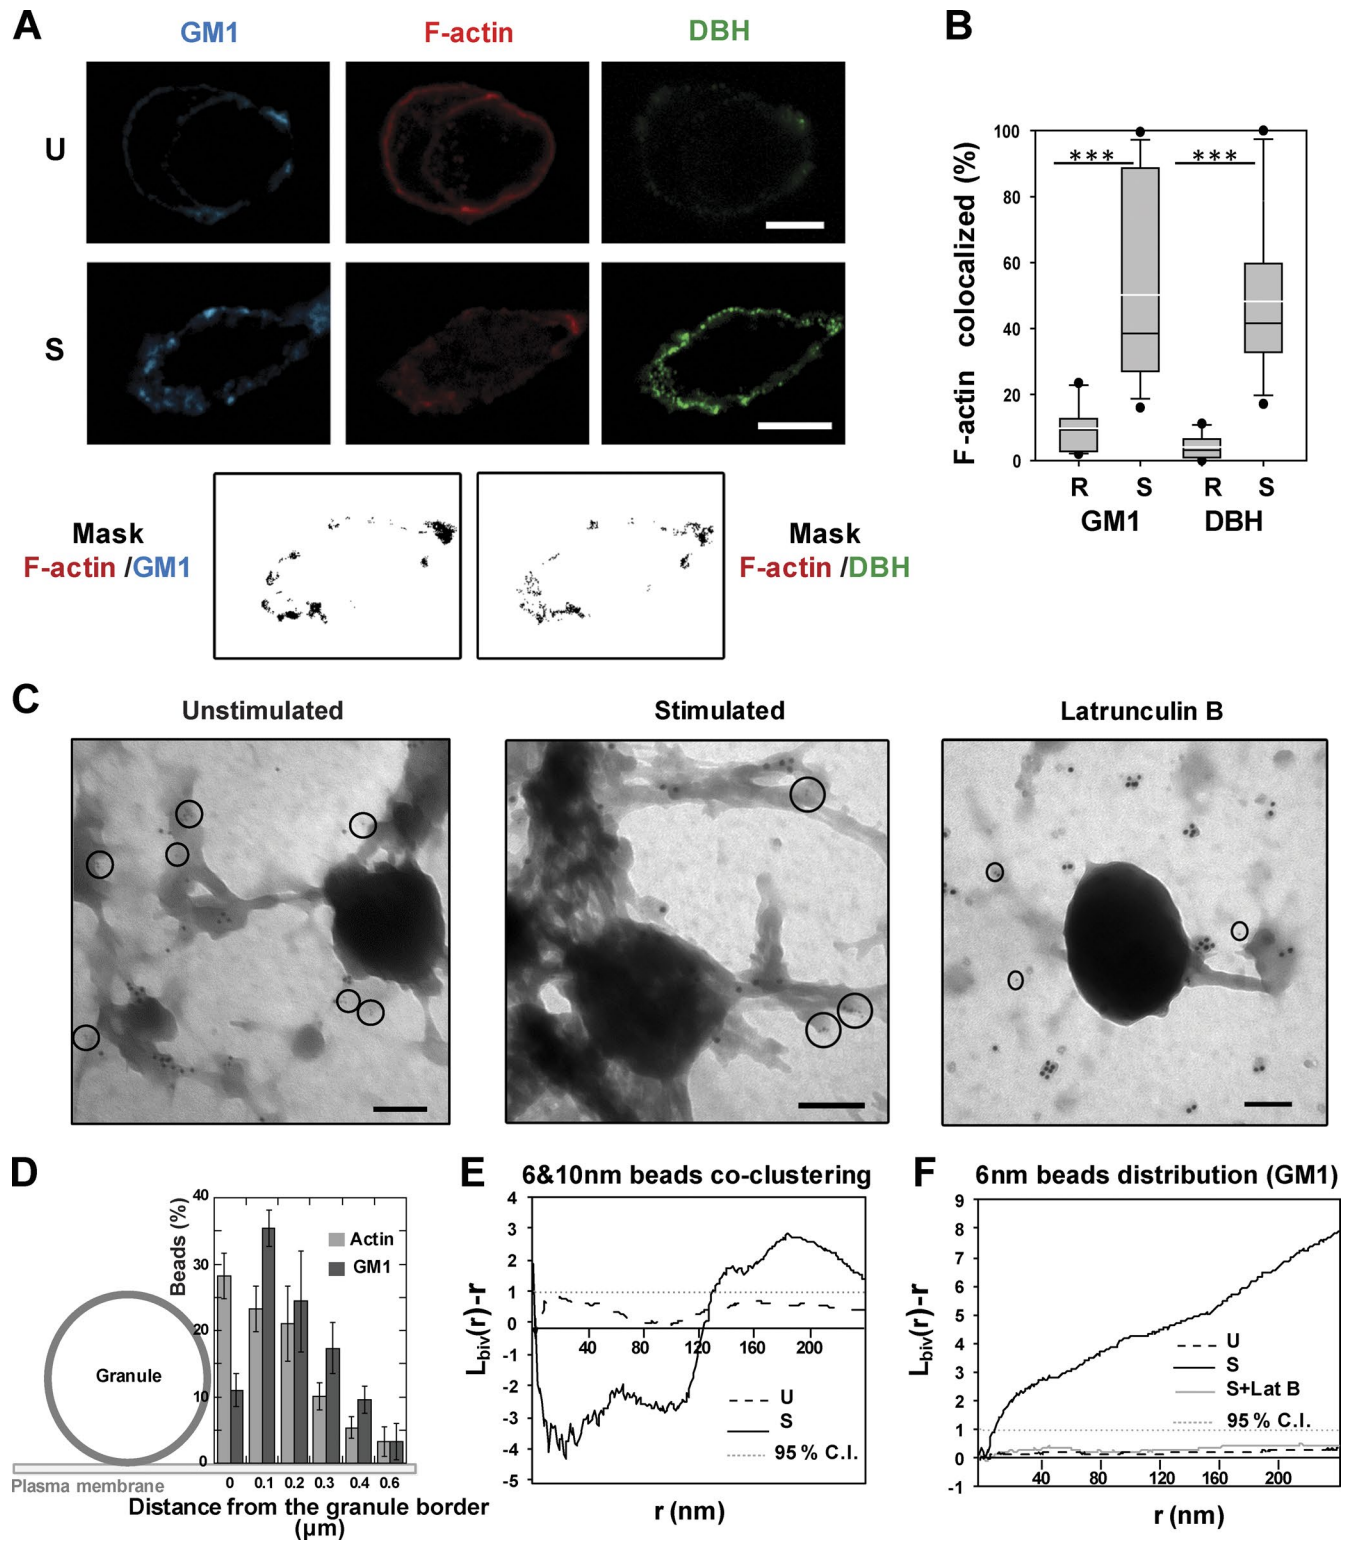 A
GM1
F-actin
DBH
U
S
Mask
F-actin /GM1
Mask
F-actin /DBH
B
F-actin colocalized (%)
100
80
60
40
20
0
***
***
R
S
R
S
GM1
DBH
C
Unstimulated
Stimulated
Latrunculin B
D
Beads (%)
40
30
20
10
0
Actin
GM1
Granule
Plasma membrane
0
0.1
0.2
0.3
0.4
0.6
Distance from the granule border
(µm)
E
6&10nm beads co-clustering
Lbiv(r)-r
4
3
2
1
0
-1
-2
-3
-4
-5
40
80
120
160
200
U
S
95 % C.I.
r (nm)
F
6nm beads distribution (GM1)
Lbiv(r)-r
9
8
7
6
5
4
3
2
1
0
-1
40
80
120
160
200
U
S
S+Lat B
95 % C.I.
r (nm)